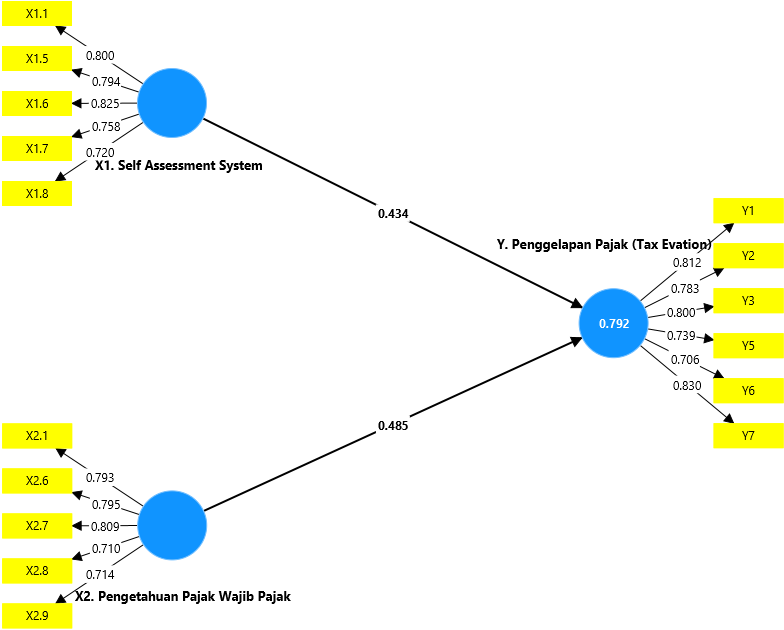 X1.1
X1.5
X1.6
X1.7
X1.8
0.800
0.794
0.825
0.758
0.720
X1. Self Assessment System
0.434
Y. Penggelapan Pajak (Tax Evation)
0.792
Y1
Y2
Y3
Y5
Y6
Y7
0.812
0.783
0.800
0.739
0.706
0.830
0.485
X2.1
X2.6
X2.7
X2.8
X2.9
0.793
0.795
0.809
0.710
0.714
X2. Pengetahuan Pajak Wajib Pajak